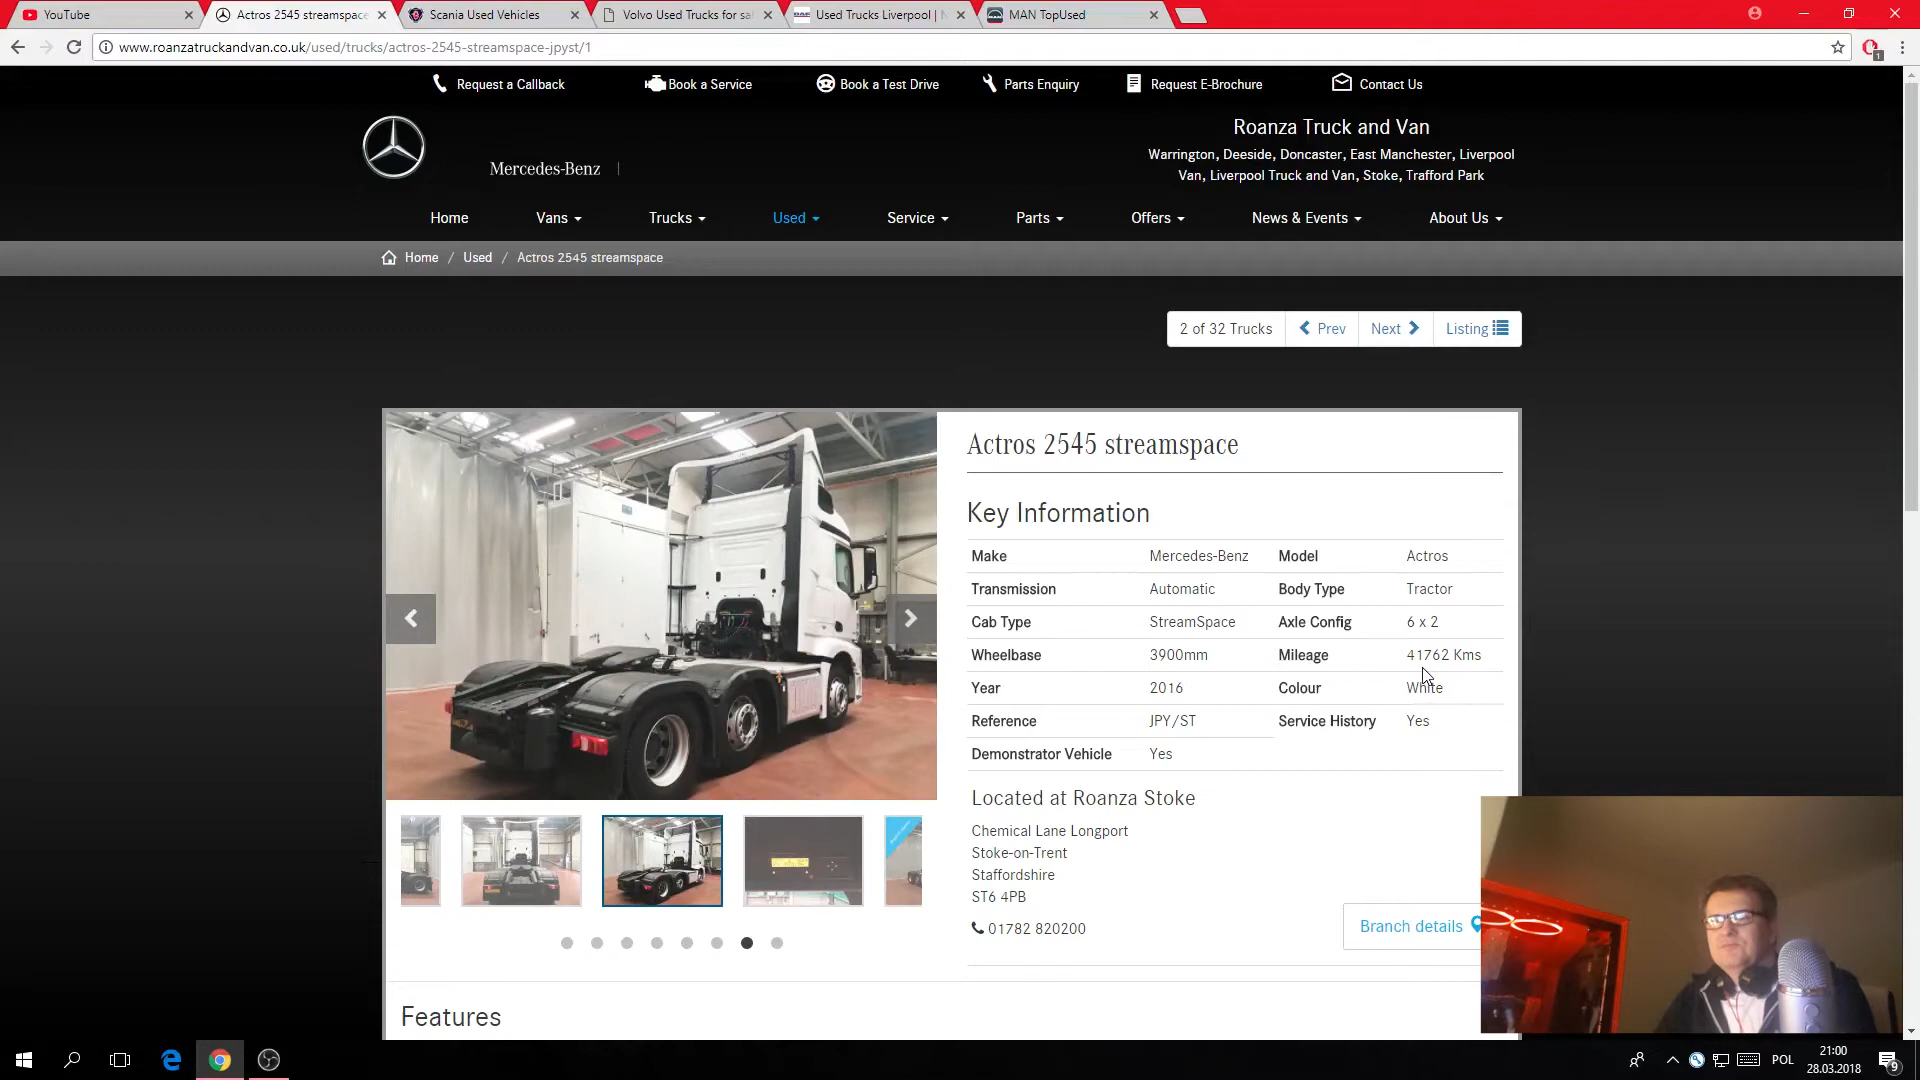 YouTube
Actros 2545 streamspace
Scania Used Vehicles
Volvo Used Trucks for sa
Used Trucks Liverpool |
MAN TopUsed
www.roanzatruckandvan.co.uk/used/trucks/actros-2545-streamspace-jpyst/1
1
Request a Callback
Book a Service
Book a Test Drive
Parts Enquiry
Request E-Brochure
Contact Us
Roanza Truck and Van
Mercedes-Benz
Warrington, Deeside, Doncaster, East Manchester, Liverpool
Van, Liverpool Truck and Van, Stoke, Trafford Park
Home
Vans
Trucks
Used
Service
Parts
Offers
News & Events
About Us
Home / Used / Actros 2545 streamspace
2 of 32 Trucks
Prev
Next
Listing
Actros 2545 streamspace
Key Information
Make Mercedes-Benz Model Actros
Transmission Automatic Body Type Tractor
Cab Type StreamSpace Axle Config 6 x 2
Wheelbase 3900mm Mileage 41762 Kms
Year 2016 Colour White
Reference JPY/ST Service History Yes
Demonstrator Vehicle Yes
Located at Roanza Stoke
Chemical Lane Longport
Stoke-on-Trent
Staffordshire
ST6 4PB
01782 820200
Branch details
Features
POL
21:00
28.03.2018
9